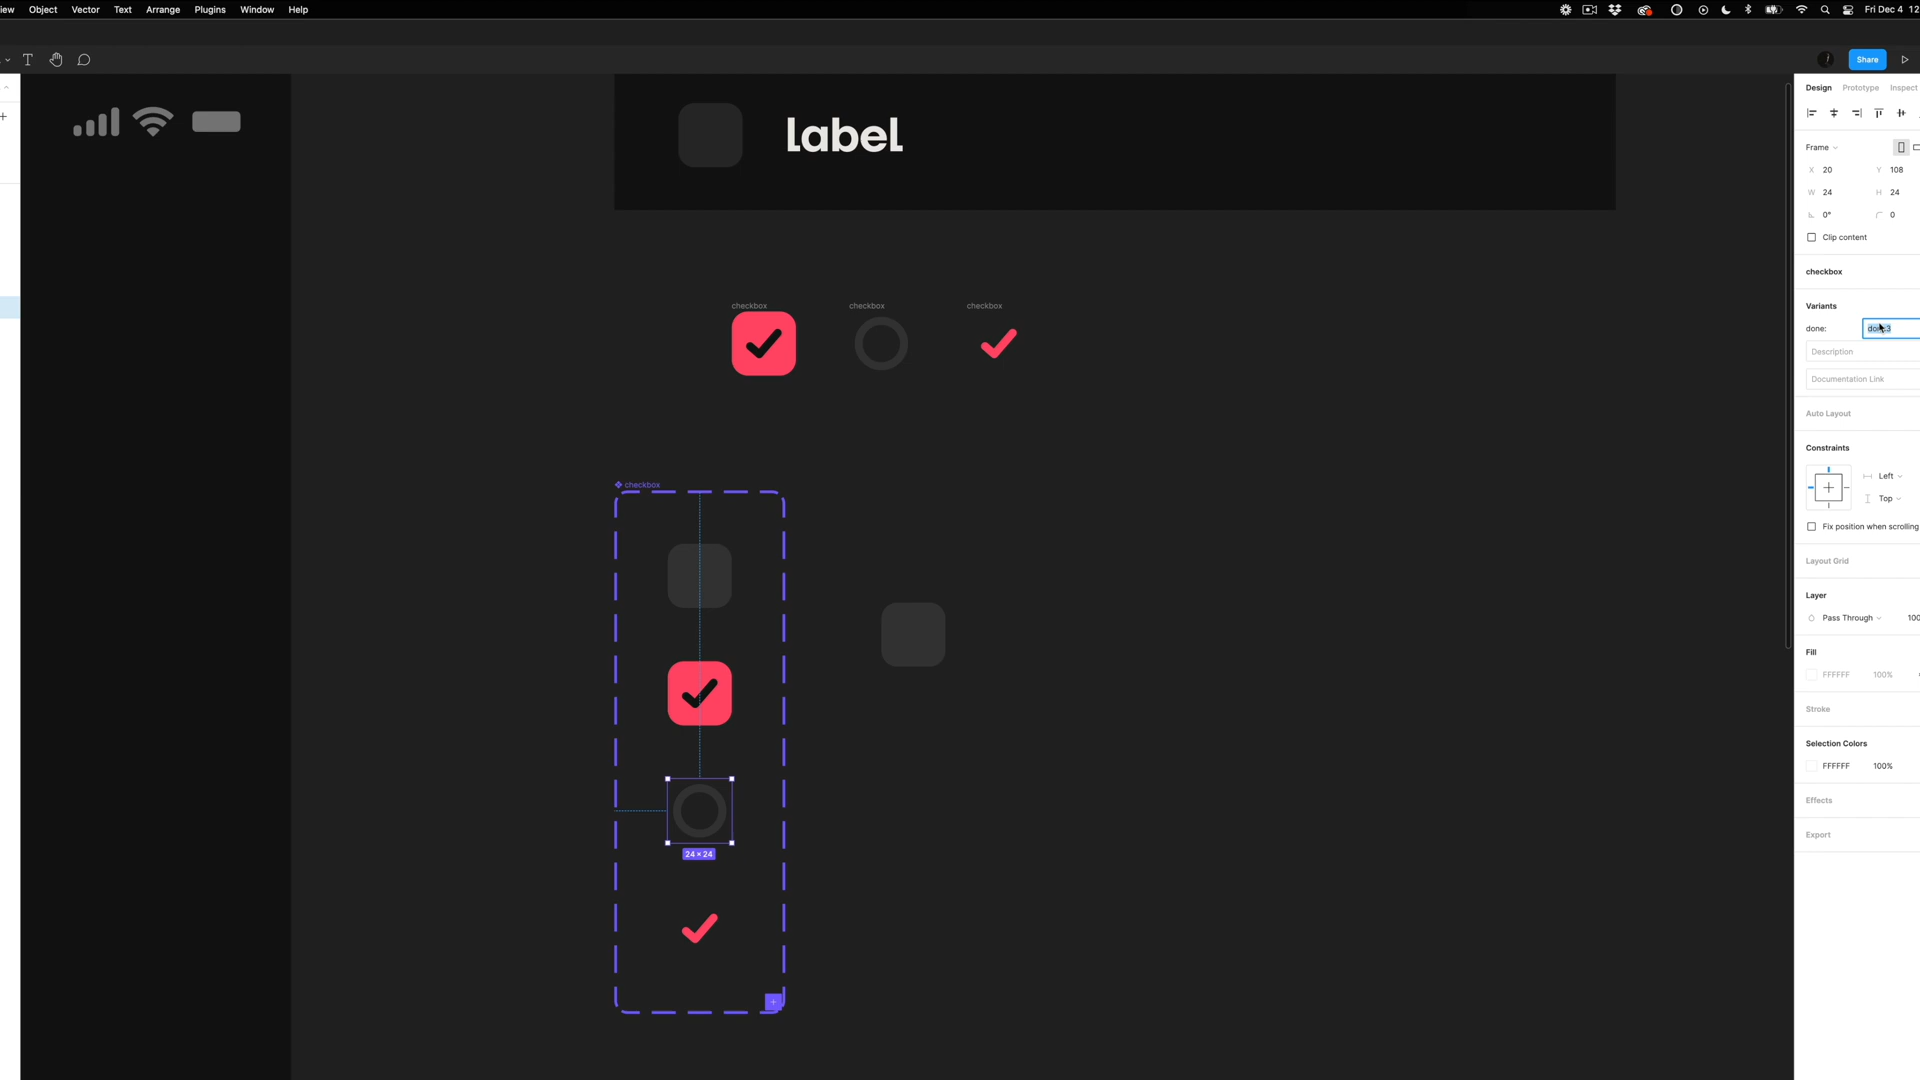 Object Vector Text Arrange Plugins Window Help Fri Dec 4 12
Share
Design Prototype Inspect
Label
Frame
X 20 Y 108
W 24 H 24
0° 0
Clip content
checkbox
checkbox checkbox checkbox
Variants
done:
Description
Documentation Link
Auto Layout
Constraints
Left
Top
checkbox
Fix position when scrolling
Layout Grid
Layer
Pass Through 100
Fill
FFFFFF 100%
Stroke
Selection Colors
FFFFFF 100%
Effects
Export
24 × 24